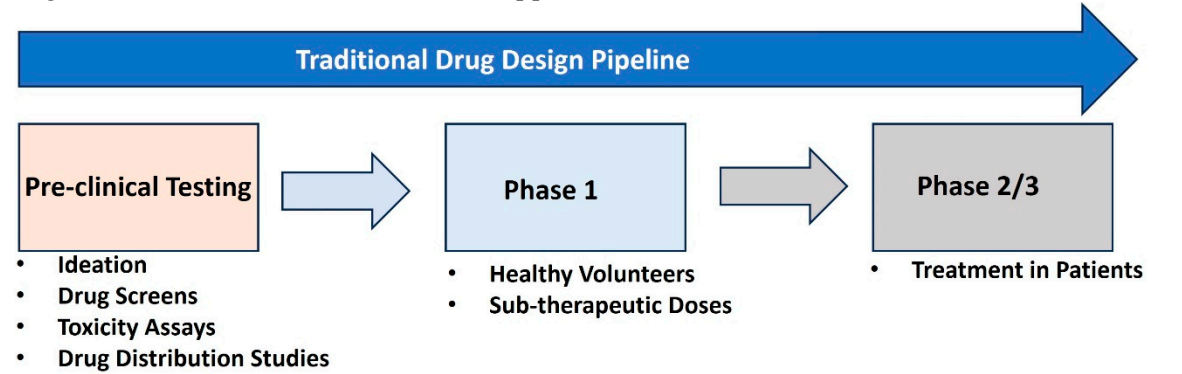 Traditional Drug Design Pipeline
Pre-clinical Testing
• Ideation
• Drug Screens
• Toxicity Assays
• Drug Distribution Studies
Phase 1
• Healthy Volunteers
• Sub-therapeutic Doses
Phase 2/3
• Treatment in Patients